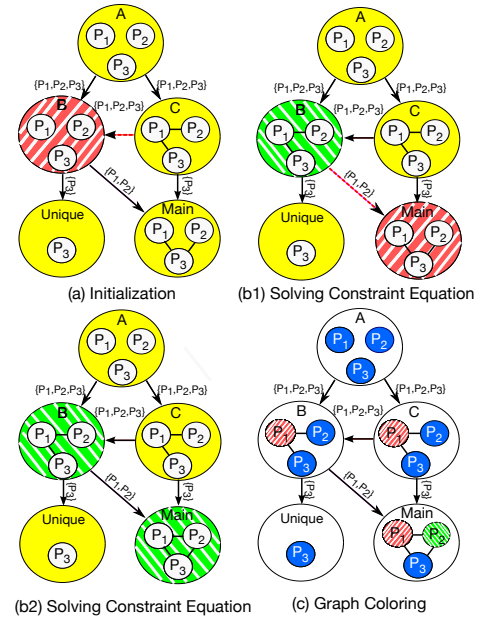 A
P1 P2
P3
{P1,P2,P3} {P1,P2,P3}
B {P1,P2,P3} C
P1 P2 P1 P2
P3 P3
{P3} {P1,P2} {P3}
Unique Main
P3 P1 P2
P3
(a) Initialization
A
P1 P2
P3
{P1,P2,P3} {P1,P2,P3}
B {P1,P2,P3} C
P1 P2 P1 P2
P3 P3
{P3} {P1,P2} {P3}
Unique Main
P3 P1 P2
P3
(b1) Solving Constraint Equation
A
P1 P2
P3
{P1,P2,P3} {P1,P2,P3}
B {P1,P2,P3} C
P1 P2 P1 P2
P3 P3
{P3} {P1,P2} {P3}
Unique Main
P3 P1 P2
P3
(b2) Solving Constraint Equation
A
P1 P2
P3
{P1,P2,P3} {P1,P2,P3}
B {P1,P2,P3} C
P1 P2 P1 P2
P3 P3
{P3} {P1,P2} {P3}
Unique Main
P3 P1 P2
P3
(c) Graph Coloring